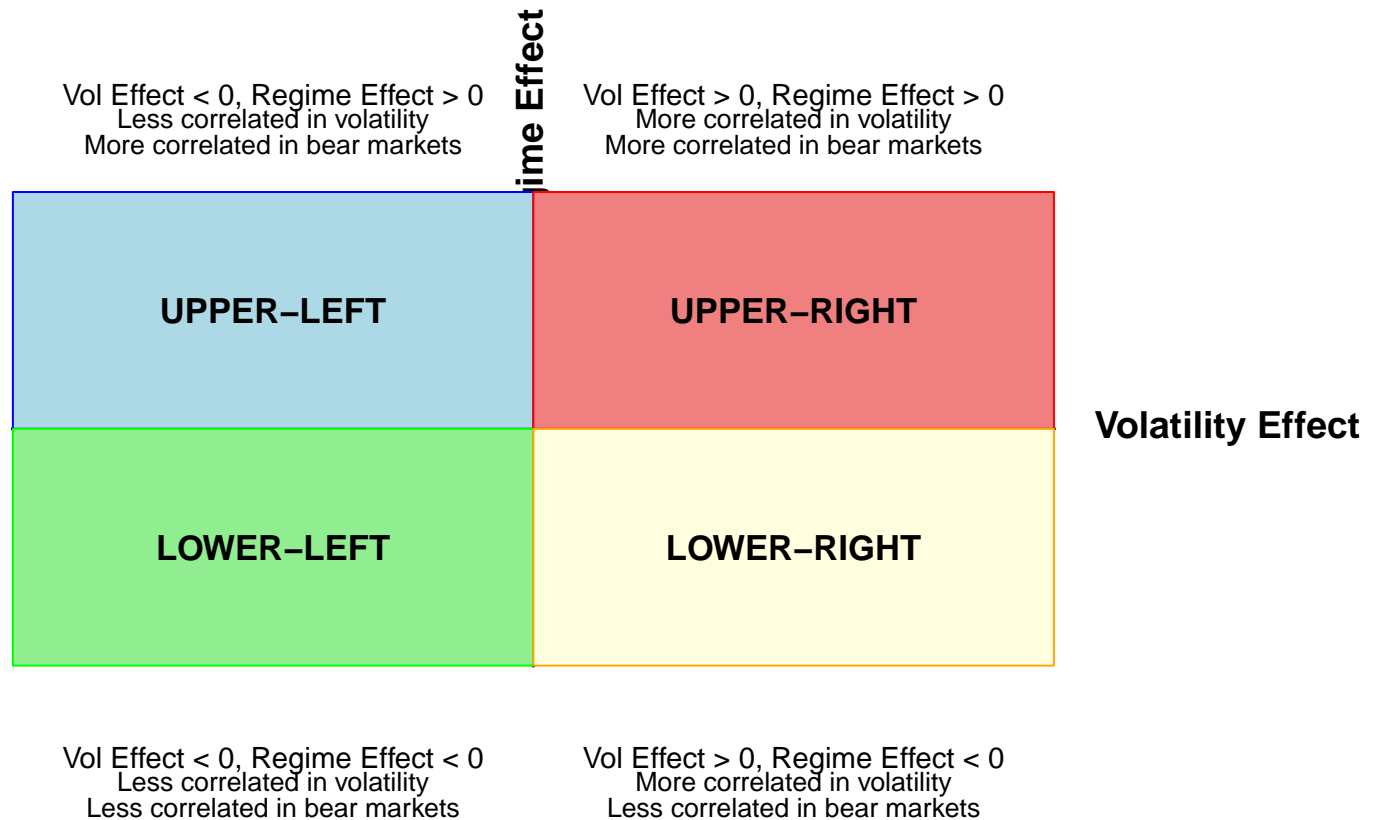 gime Effect
Vol Effect < 0, Regime Effect > 0
Less correlated in volatility
More correlated in bear markets
Vol Effect > 0, Regime Effect > 0
More correlated in volatility
More correlated in bear markets
UPPER−LEFT
UPPER−RIGHT
Volatility Effect
LOWER−LEFT
LOWER−RIGHT
Vol Effect < 0, Regime Effect < 0
Less correlated in volatility
Less correlated in bear markets
Vol Effect > 0, Regime Effect < 0
More correlated in volatility
Less correlated in bear markets